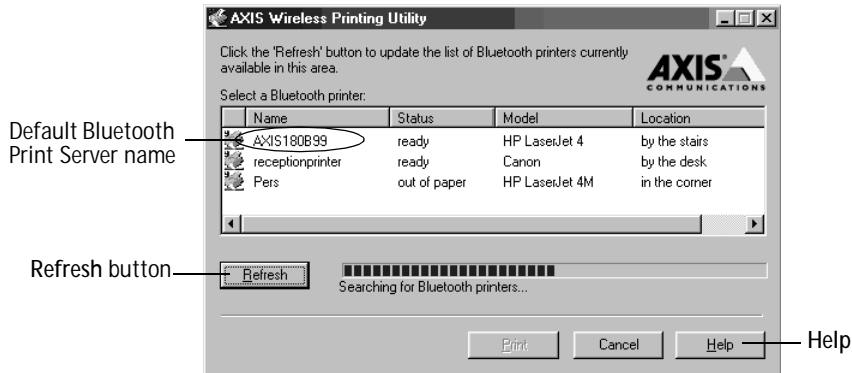 AXIS Wireless Printing Utility
Click the 'Refresh' button to update the list of Bluetooth printers currently
available in this area.
AXIS
COMMUNICATIONS
Select a Bluetooth printer:
Name Status Model Location
AXIS180B99 ready HP LaserJet 4 by the stairs
receptionprinter ready Canon by the desk
Pers out of paper HP LaserJet 4M in the corner
Default Bluetooth
Print Server name
Refresh button
Refresh
Searching for Bluetooth printers...
Print Cancel Help
Help